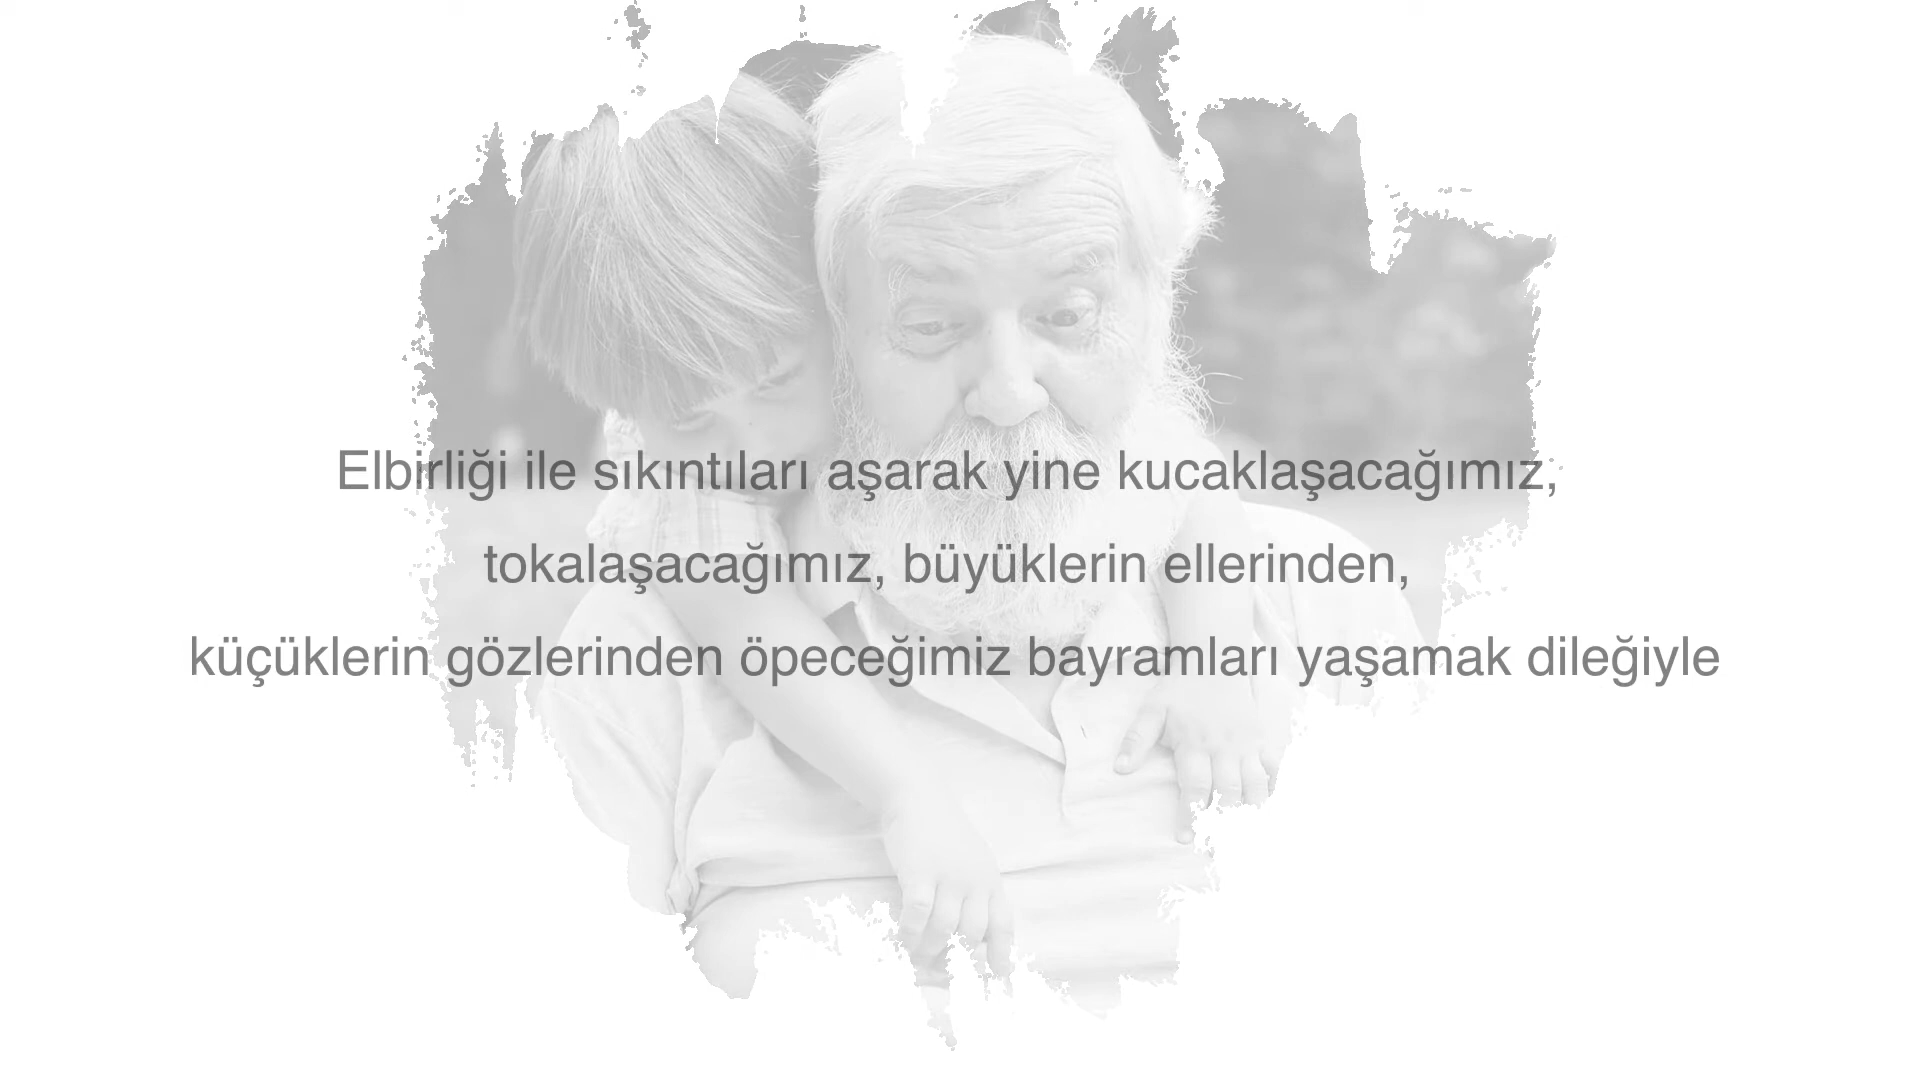 Elbirliği ile sıkıntıları aşarak yine kucaklaşacağımız,
tokalaşacağımız, büyüklerin ellerinden,
küçüklerin gözlerinden öpeceğimiz bayramları yaşamak dileğiyle